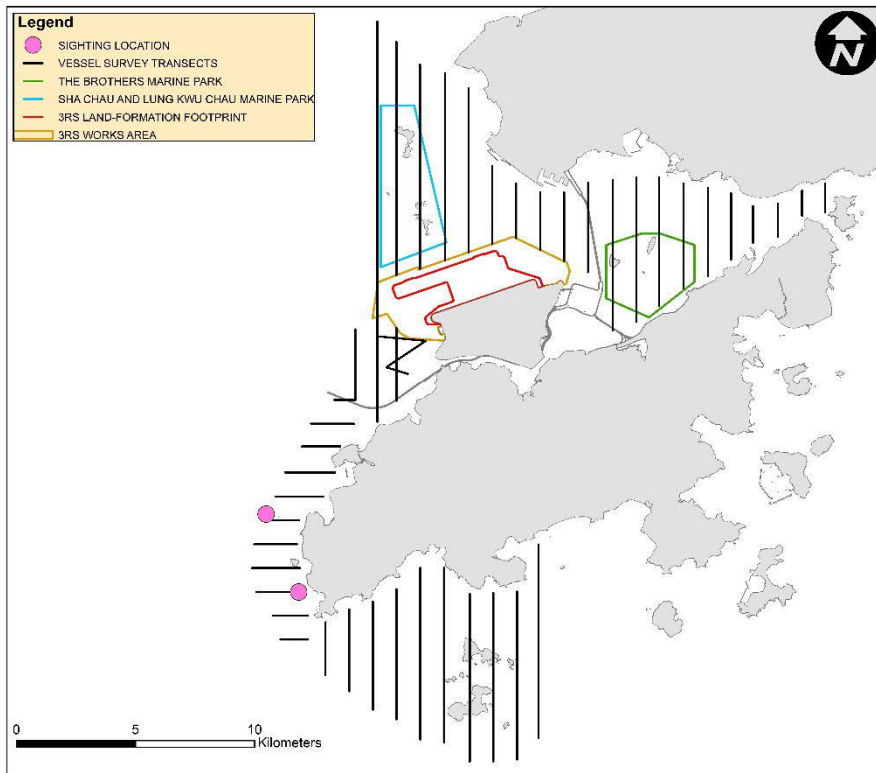 Legend
SIGHTING LOCATION
VESSEL SURVEY TRANSECTS
THE BROTHERS MARINE PARK
SHA CHAU AND LUNG KWU CHAU MARINE PARK
3RS LAND-FORMATION FOOTPRINT
3RS WORKS AREA
N
0 5 10
Kilometers